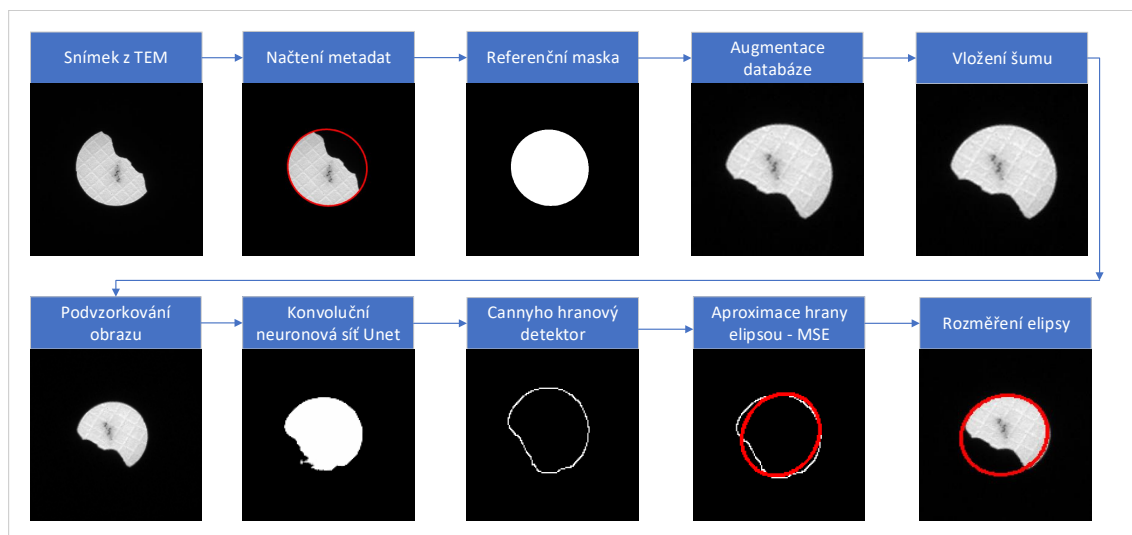 Snímek z TEM
Načtení metadat
Referenční maska
Augmentace
databáze
Vložení šumu
Podvzorkování
obrazu
Konvoluční
neuronová síť Unet
Cannyho hranový
detektor
Aproximace hrany
elipsou - MSE
Rozměření elipsy